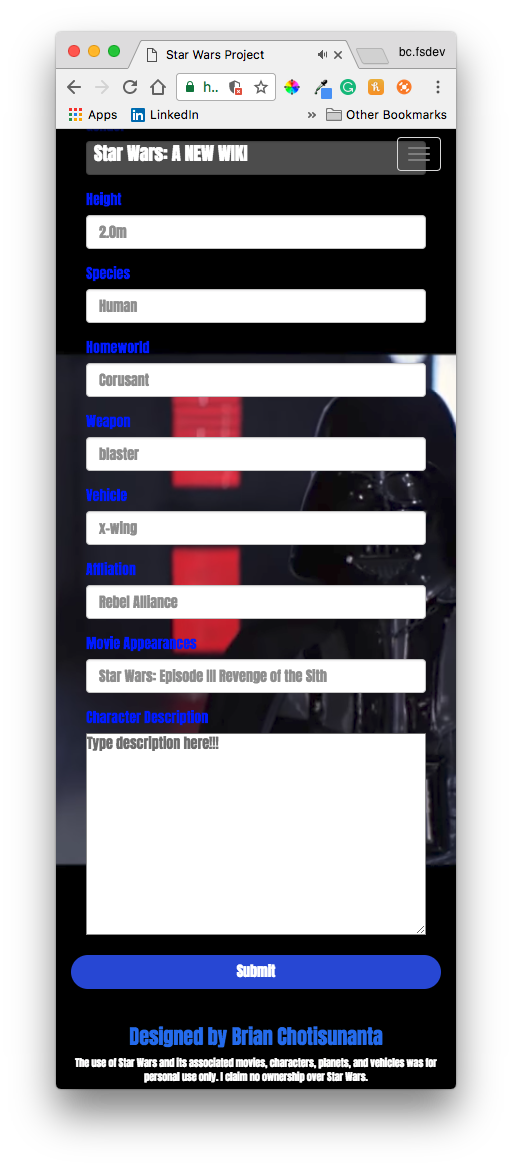 Star Wars Project
bc.fsdev
h..
Apps
LinkedIn
»
Other Bookmarks
Star Wars: A NEW WIKI
Height
2.0m
Species
Human
Homeworld
Corusant
Weapon
blaster
Vehicle
x-wing
Affliation
Rebel Alliance
Movie Appearances
Star Wars: Episode III Revenge of the Sith
Character Description
Type description here!!!
Submit
Designed by Brian Chotisunanta
The use of Star Wars and its associated movies, characters, planets, and vehicles was for
personal use only. I claim no ownership over Star Wars.